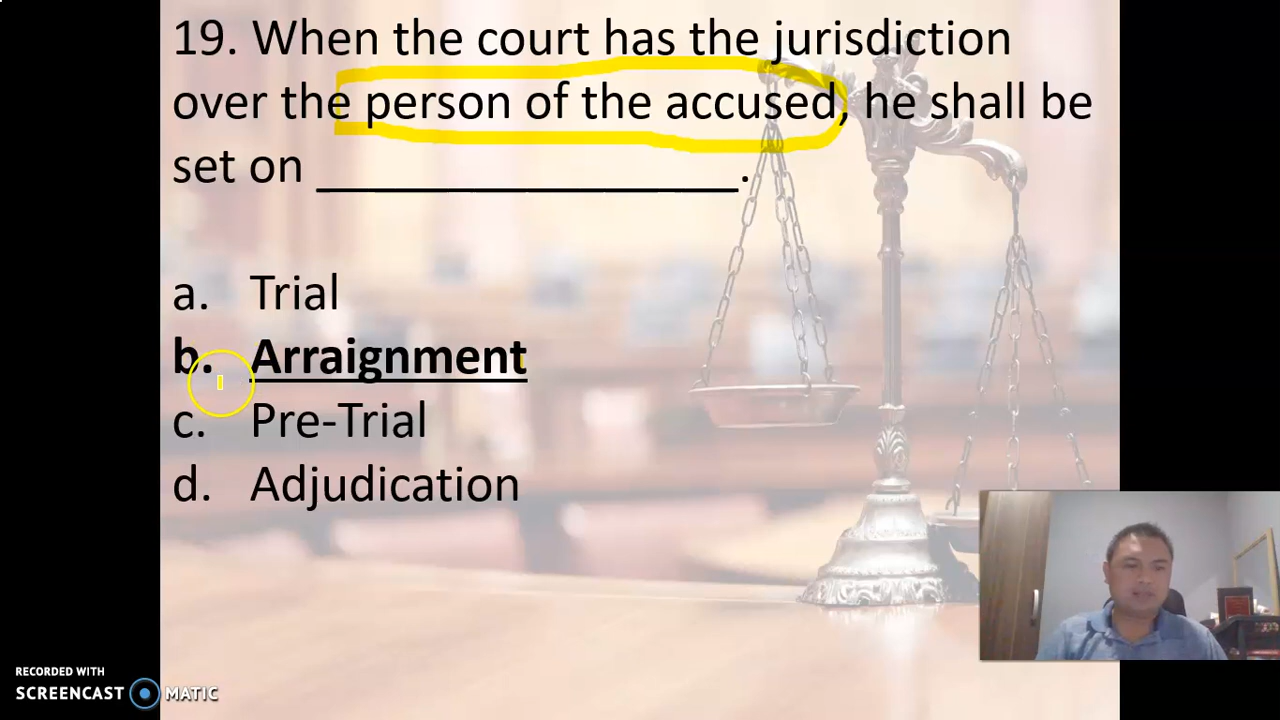 19. When the court has the jurisdiction
over the person of the accused, he shall be
set on _________________.
a. Trial
b. Arraignment
c. Pre-Trial
d. Adjudication
RECORDED WITH
SCREENCAST MATIC